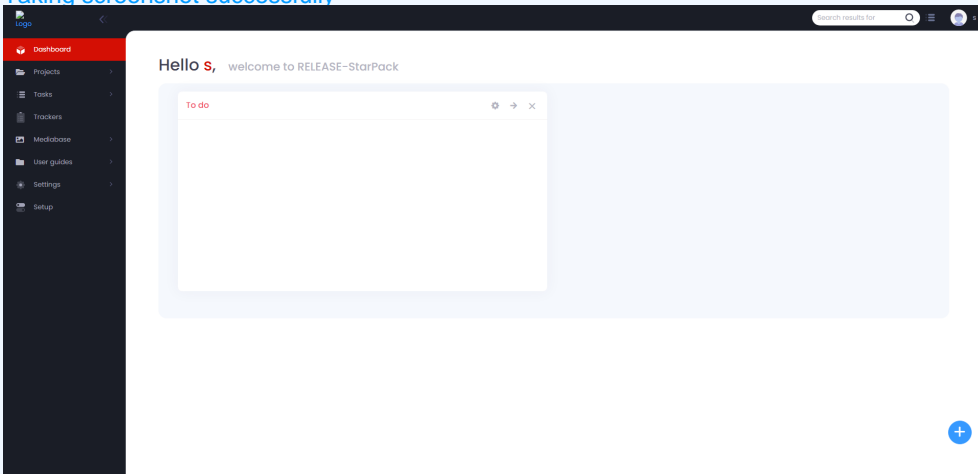 Taking screenshot successfully
Logo
Search results for
s
Dashboard
Projects
Tasks
Trackers
Mediabase
User guides
Settings
Setup
Hello s, welcome to RELEASE-StarPack
To do